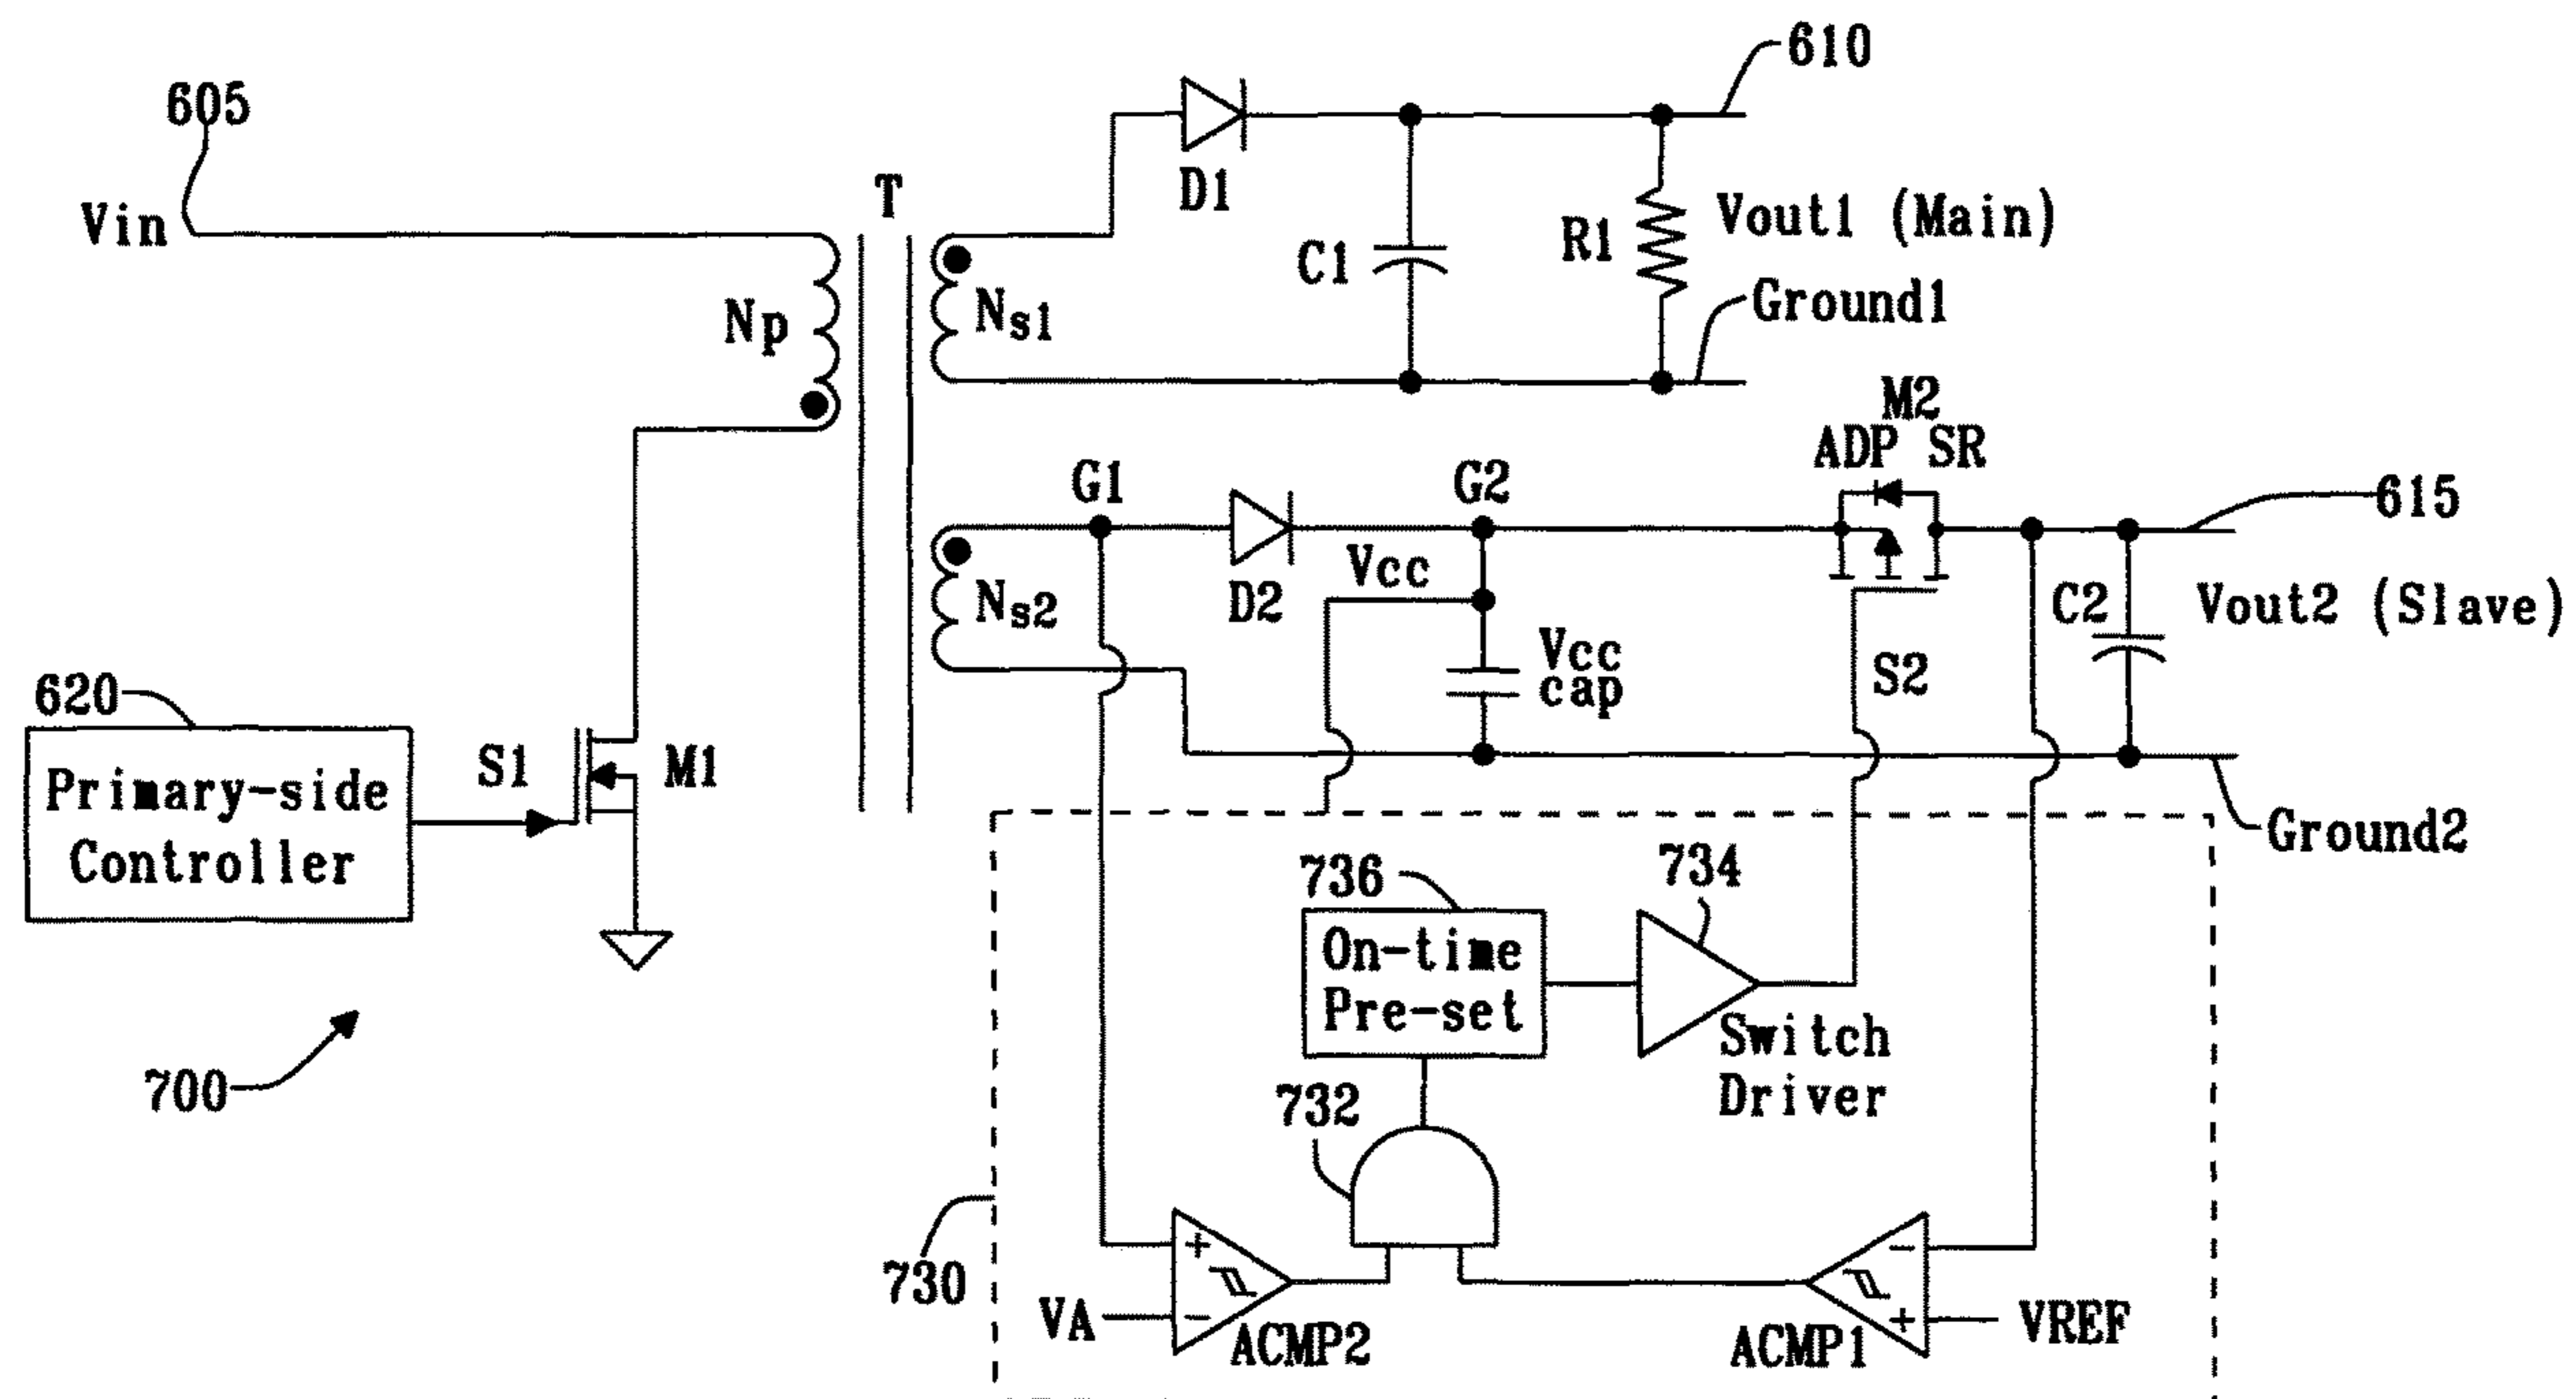 610
605
Vin
T
D1
C1
R1
Vout1 (Main)
Ground1
Np
Ns1
M2
ADP SR
G1
G2
615
Vcc
D2
Ns2
Vcc
cap
S2
C2
Vout2 (Slave)
620
Primary-side
Controller
S1
M1
Ground2
736
734
On-time
Pre-set
Switch
Driver
700
732
730
+
−
VA
ACMP2
−
+
ACMP1
VREF